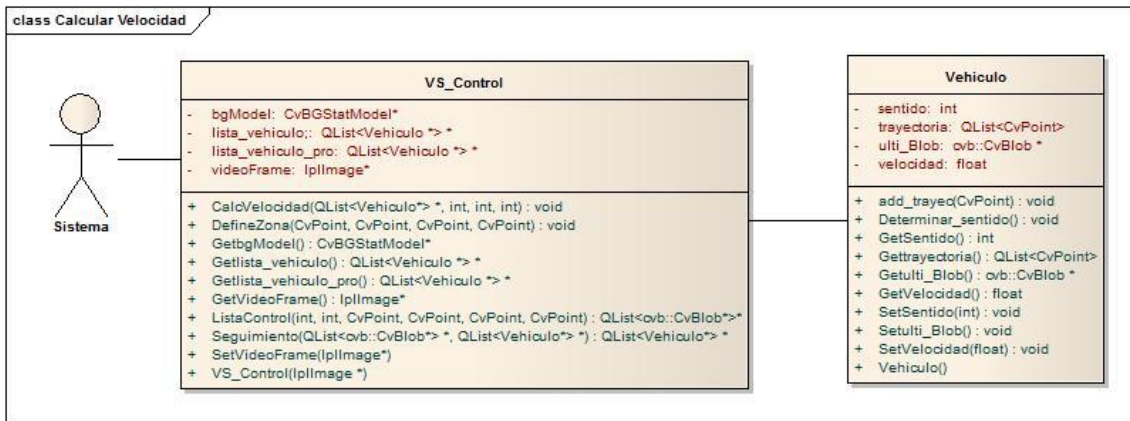 class Calcular Velocidad
Sistema
VS_Control
- bgModel: CvBGStatModel*
- lista_vehiculo;: QList<Vehiculo *> *
- lista_vehiculo_pro: QList<Vehiculo *> *
- videoFrame: IplImage*
+ CalcVelocidad(QList<Vehiculo*> *, int, int, int) : void
+ DefineZona(CvPoint, CvPoint, CvPoint, CvPoint) : void
+ GetbgModel() : CvBGStatModel*
+ Getlista_vehiculo() : QList<Vehiculo *> *
+ Getlista_vehiculo_pro() : QList<Vehiculo *> *
+ GetVideoFrame() : IplImage*
+ ListaControl(int, int, CvPoint, CvPoint, CvPoint, CvPoint) : QList<cvb::CvBlob*>*
+ Seguimiento(QList<cvb::CvBlob*> *, QList<Vehiculo*> *) : QList<Vehiculo*> *
+ SetVideoFrame(IplImage*)
+ VS_Control(IplImage *)
Vehiculo
- sentido: int
- trayectoria: QList<CvPoint>
- ulti_Blob: cvb::CvBlob *
- velocidad: float
+ add_trayec(CvPoint) : void
+ Determinar_sentido() : void
+ GetSentido() : int
+ Gettrayectoria() : QList<CvPoint>
+ Getulti_Blob() : cvb::CvBlob *
+ GetVelocidad() : float
+ SetSentido(int) : void
+ Setulti_Blob() : void
+ SetVelocidad(float) : void
+ Vehiculo()